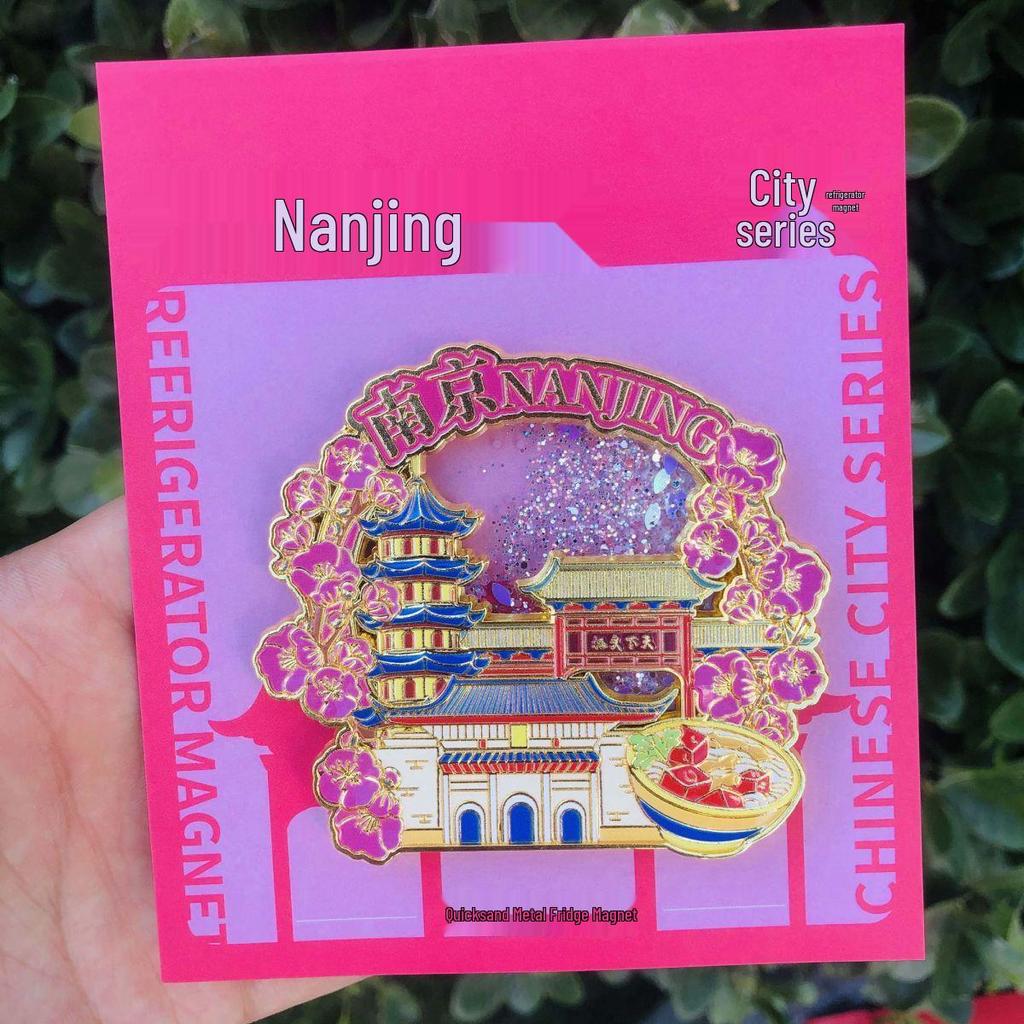 Nanjing
City
series
refrigerator
magnet
REFRIGERATOR MAGNET
CHINESE CITY SERIES
南京NANJING
天下文枢
Quicksand Metal Fridge Magnet